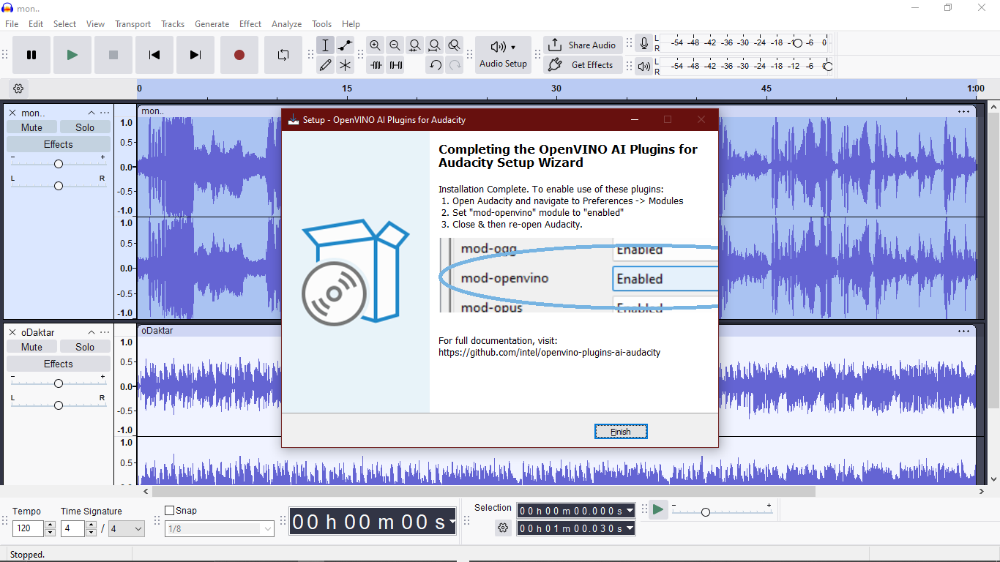 mon..
File Edit Select View Transport Tracks Generate Effect Analyze Tools Help
L
R
-54 -48 -42 -36 -30 -24 -18 -12 -6 0
Share Audio
Audio Setup
Get Effects
L
R
-54 -48 -42 -36 -30 -24 -18 -12 -6 0
0 15 30 45 1:00
mon..
Mute Solo
Effects
- +
L R
1.0
0.5
0.0
-0.5
-1.0
1.0
0.5
0.0
-0.5
-1.0
mon..
Setup - OpenVINO AI Plugins for Audacity
Completing the OpenVINO AI Plugins for
Audacity Setup Wizard
Installation Complete. To enable use of these plugins:
1. Open Audacity and navigate to Preferences -> Modules
2. Set "mod-openvino" module to "enabled"
3. Close & then re-open Audacity.
mod-ogg Enabled
mod-openvino Enabled
mod-opus Enabled
For full documentation, visit:
https://github.com/intel/openvino-plugins-ai-audacity
Finish
oDaktar
Mute Solo
Effects
- +
L R
1.0
0.5
0.0
-0.5
-1.0
1.0
0.5
oDaktar
Tempo
120
Time Signature
4 / 4
Snap
1/8
00 h 00 m 00 s
Selection
00 h 00 m 00.000 s
00 h 01 m 00.030 s
- +
Stopped.